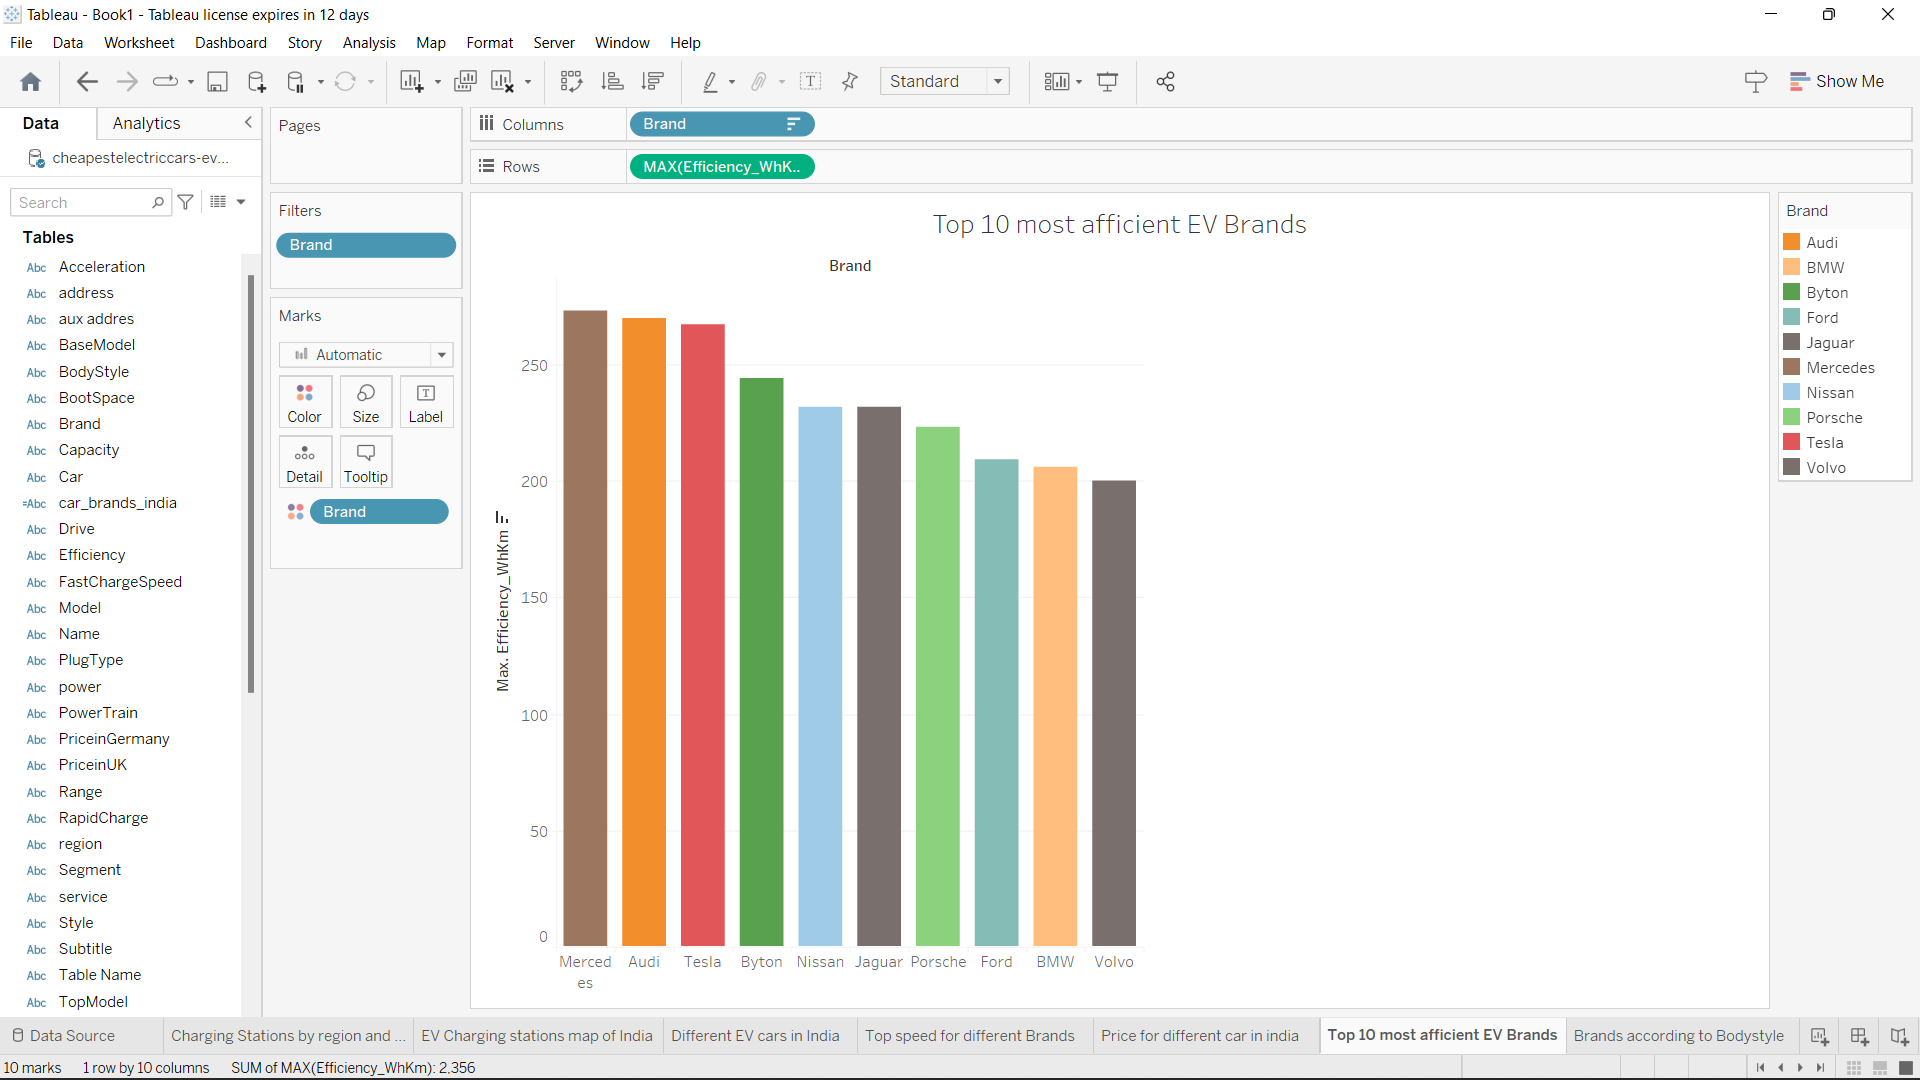 Tableau - Book1 - Tableau license expires in 12 days
File Data Worksheet Dashboard Story Analysis Map Format Server Window Help
Standard
Show Me
Data Analytics
cheapestelectriccars-ev...
Search
Tables
Abc Acceleration
Abc address
Abc aux addres
Abc BaseModel
Abc BodyStyle
Abc BootSpace
Abc Brand
Abc Capacity
Abc Car
=Abc car_brands_india
Abc Drive
Abc Efficiency
Abc FastChargeSpeed
Abc Model
Abc Name
Abc PlugType
Abc power
Abc PowerTrain
Abc PriceinGermany
Abc PriceinUK
Abc Range
Abc RapidCharge
Abc region
Abc Segment
Abc service
Abc Style
Abc Subtitle
Abc Table Name
Abc TopModel
Pages
Filters
Brand
Marks
Automatic
Color Size Label
Detail Tooltip
Brand
Columns Brand
Rows MAX(Efficiency_WhK..
Top 10 most afficient EV Brands
Brand
Max. Efficiency_WhKm
250
200
150
100
50
0
Merced
es
Audi
Tesla
Byton
Nissan
Jaguar
Porsche
Ford
BMW
Volvo
Brand
Audi
BMW
Byton
Ford
Jaguar
Mercedes
Nissan
Porsche
Tesla
Volvo
Data Source Charging Stations by region and ... EV Charging stations map of India Different EV cars in India Top speed for different Brands Price for different car in india Top 10 most afficient EV Brands Brands according to Bodystyle
10 marks 1 row by 10 columns SUM of MAX(Efficiency_WhKm): 2,356